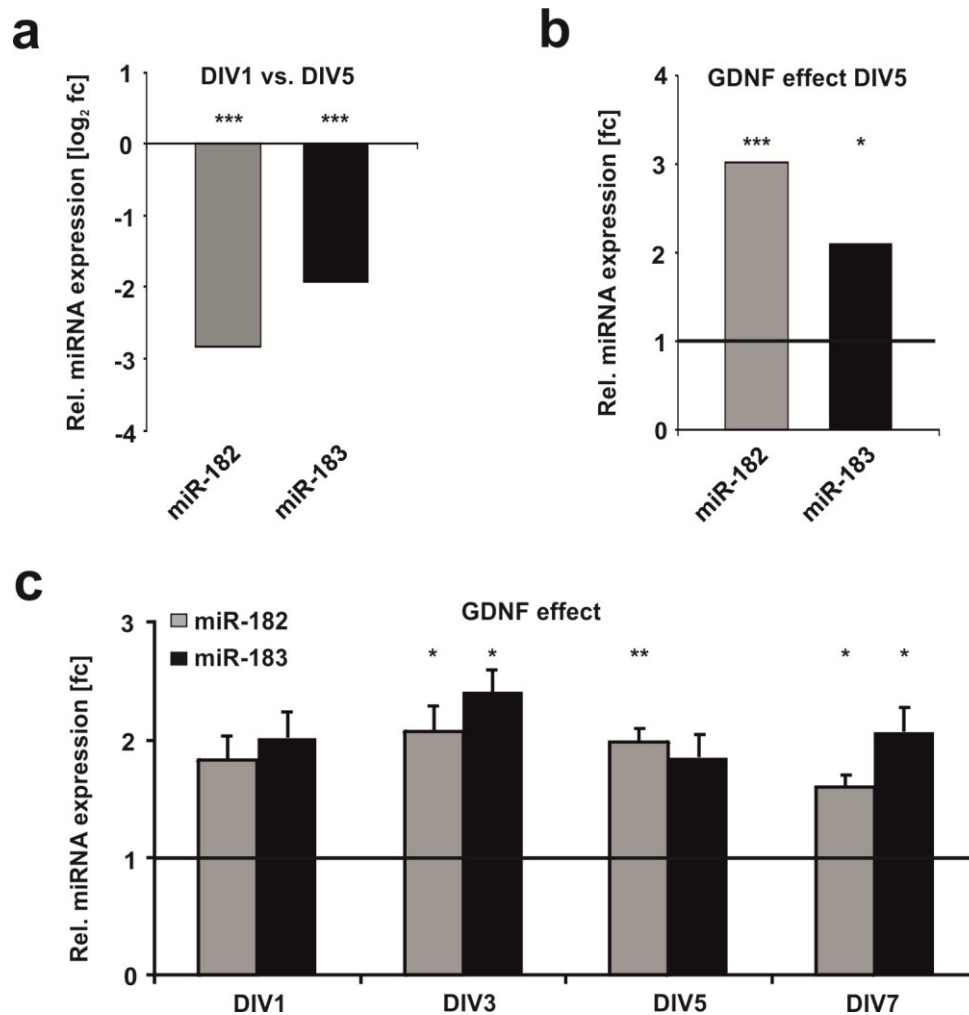 a
DIV1 vs. DIV5
Rel. miRNA expression [log₂ fc]
1
0
-1
-2
-3
-4
*** ***
miR-182 miR-183
b
GDNF effect DIV5
Rel. miRNA expression [fc]
4
3
2
1
0
*** *
miR-182 miR-183
c
GDNF effect
miR-182
miR-183
Rel. miRNA expression [fc]
3
2
1
0
* * ** * *
DIV1 DIV3 DIV5 DIV7